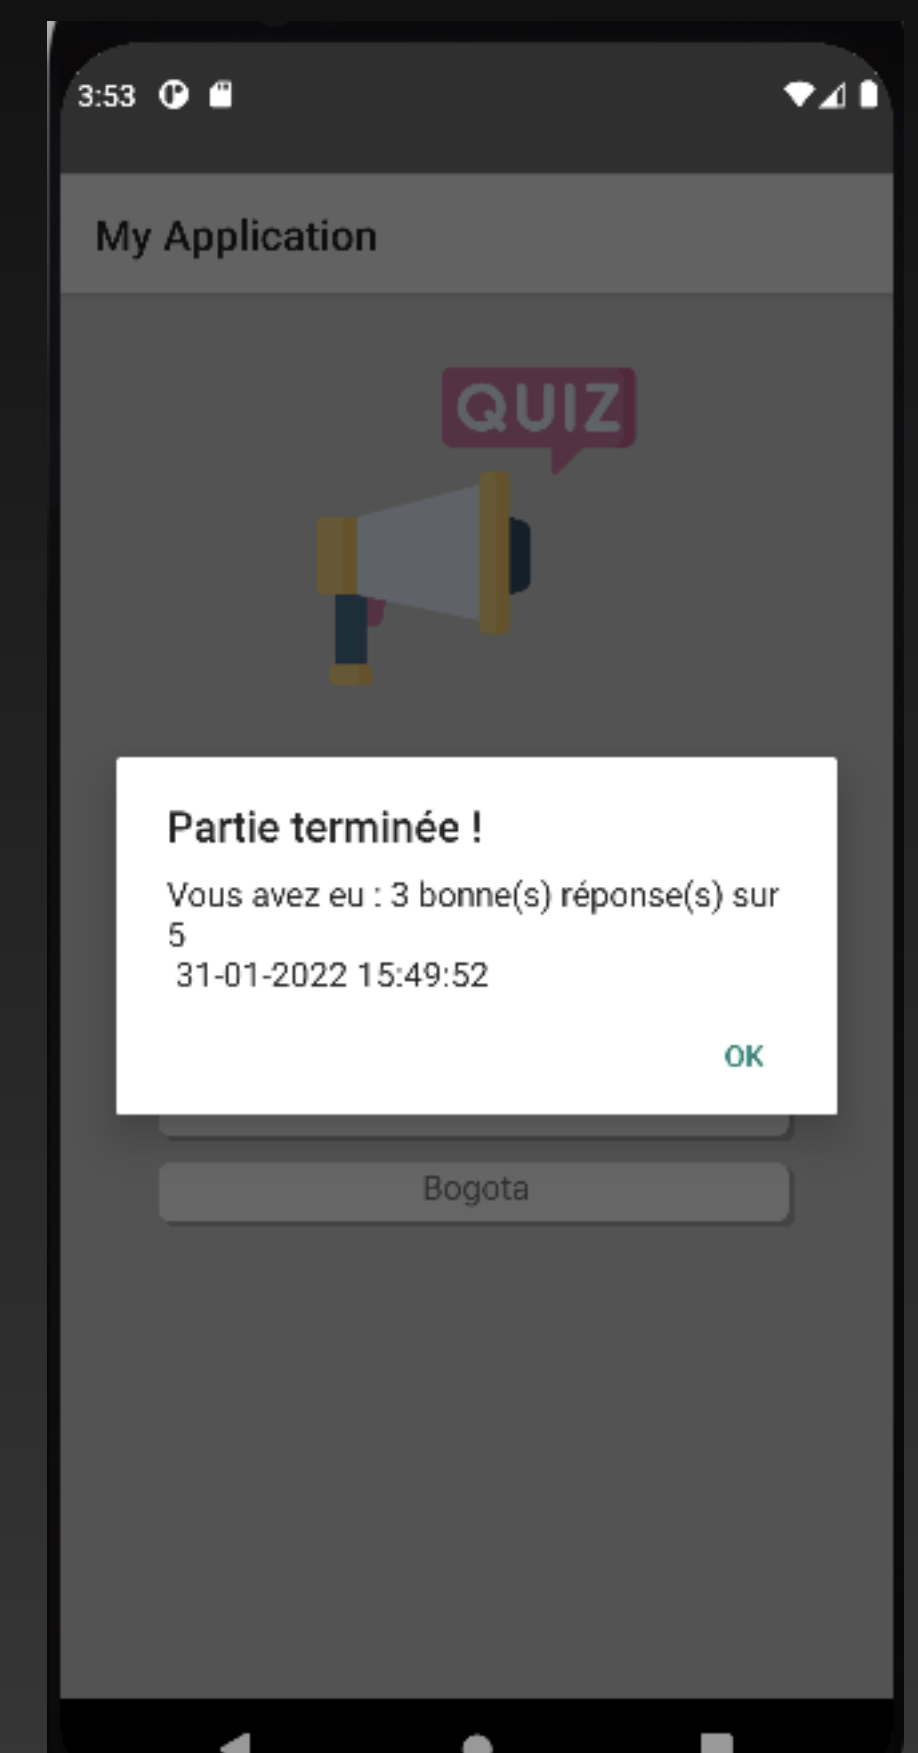 3:53
My Application
QUIZ
Partie terminée !
Vous avez eu : 3 bonne(s) réponse(s) sur
5
31-01-2022 15:49:52
OK
Bogota